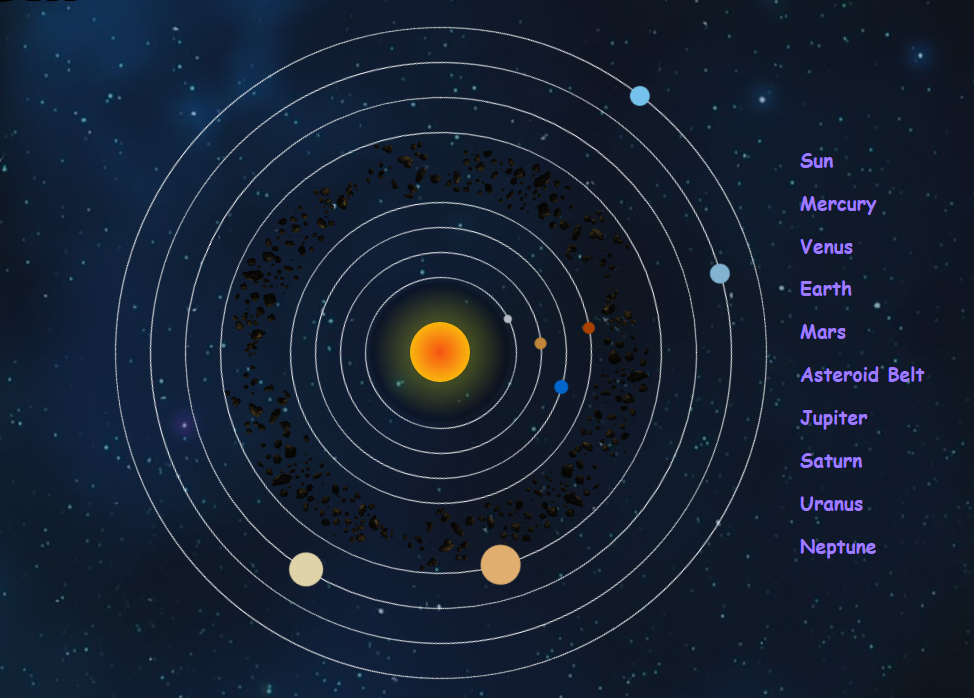 Sun
Mercury
Venus
Earth
Mars
Asteroid Belt
Jupiter
Saturn
Uranus
Neptune